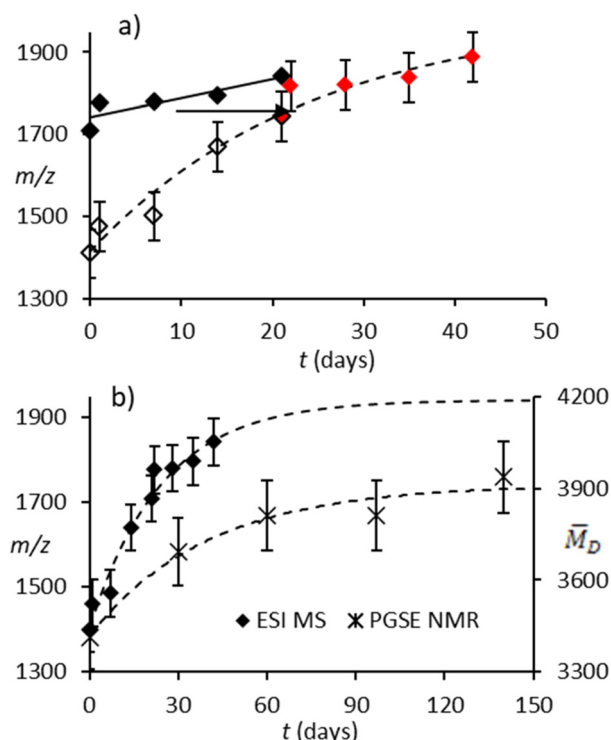 a)
1900
1700
m/z
1500
1300
0 10 20 30 40 50
t (days)
b)
1900 4200
1700 3900
m/z M̅_D
1500 3600
ESI MS PGSE NMR
1300 3300
0 30 60 90 120 150
t (days)